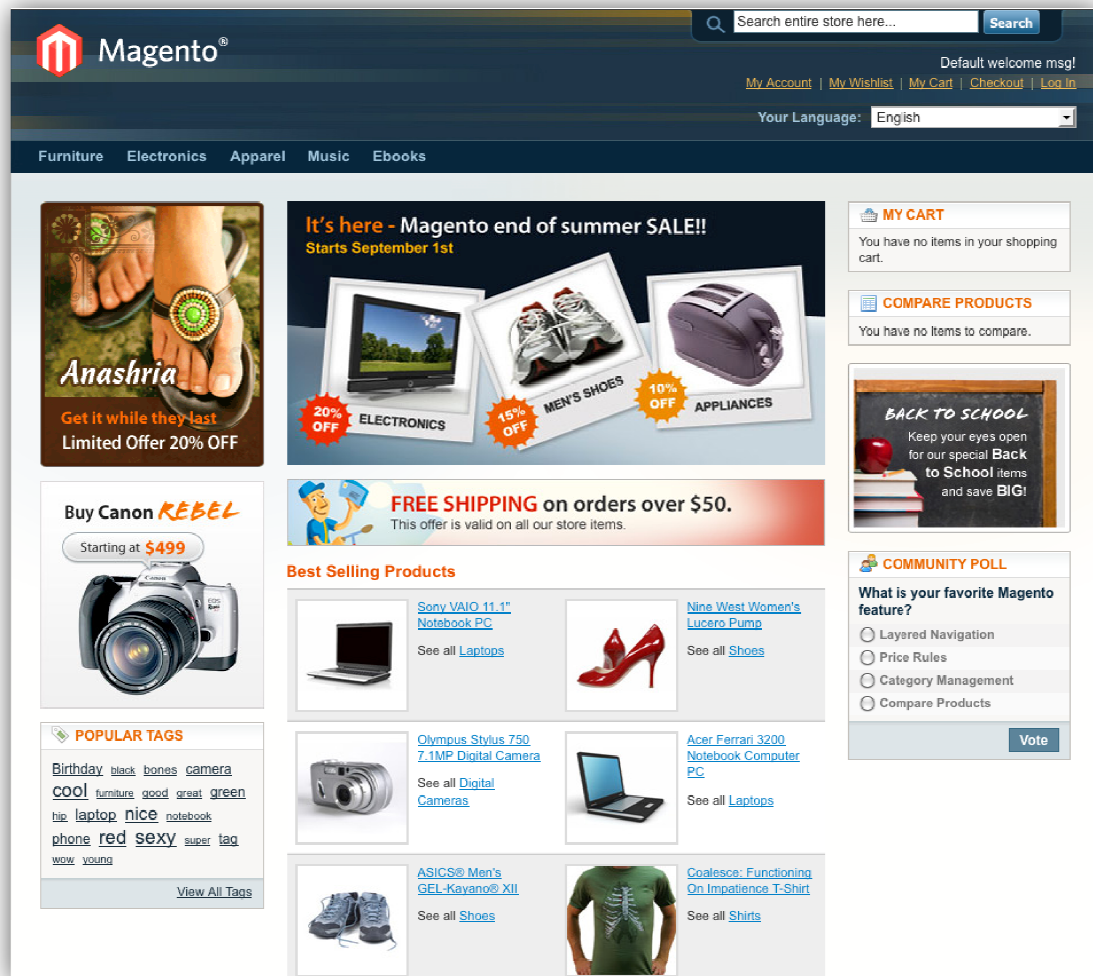 Search entire store here...
Search
Magento®
Default welcome msg!
My Account | My Wishlist | My Cart | Checkout | Log In
Your Language: English
Furniture Electronics Apparel Music Ebooks
Anashria
Get it while they last
Limited Offer 20% OFF
Buy Canon REBEL
Starting at $499
Canon
EOS
POPULAR TAGS
Birthday black bones camera
cool furniture good great green
hip laptop nice notebook
phone red sexy super tag
wow young
View All Tags
It's here - Magento end of summer SALE!!
Starts September 1st
20%
OFF
ELECTRONICS
15%
OFF
MEN'S SHOES
10%
OFF
APPLIANCES
FREE SHIPPING on orders over $50.
This offer is valid on all our store items.
Best Selling Products
Sony VAIO 11.1"
Notebook PC
See all Laptops
Nine West Women's
Lucero Pump
See all Shoes
Olympus Stylus 750
7.1MP Digital Camera
See all Digital
Cameras
Acer Ferrari 3200
Notebook Computer
PC
See all Laptops
ASICS® Men's
GEL-Kayano® XII
See all Shoes
Coalesce: Functioning
On Impatience T-Shirt
See all Shirts
MY CART
You have no items in your shopping
cart.
COMPARE PRODUCTS
You have no Items to compare.
BACK TO SCHOOL
Keep your eyes open
for our special Back
to School items
and save BIG!
COMMUNITY POLL
What is your favorite Magento
feature?
Layered Navigation
Price Rules
Category Management
Compare Products
Vote